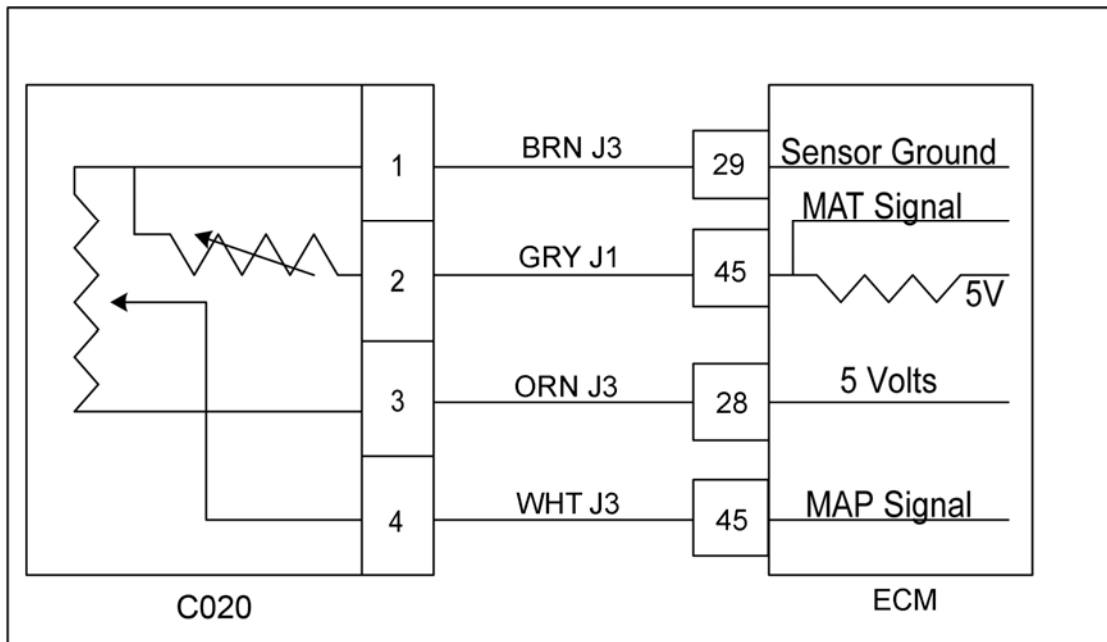 1 BRN J3 29 Sensor Ground
MAT Signal
2 GRY J1 45
5V
3 ORN J3 28 5 Volts
4 WHT J3 45 MAP Signal
C020
ECM